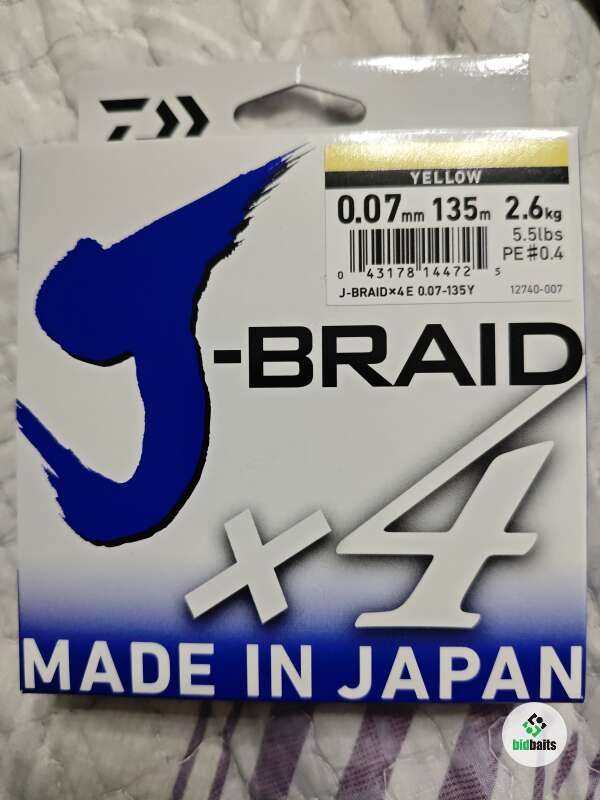 YELLOW
0.07mm 135m 2.6kg
5.5lbs
PE#0.4
0 43178 14472 5
J-BRAID×4E 0.07-135Y 12740-007
J-BRAID
×4
MADE IN JAPAN
bidbaits